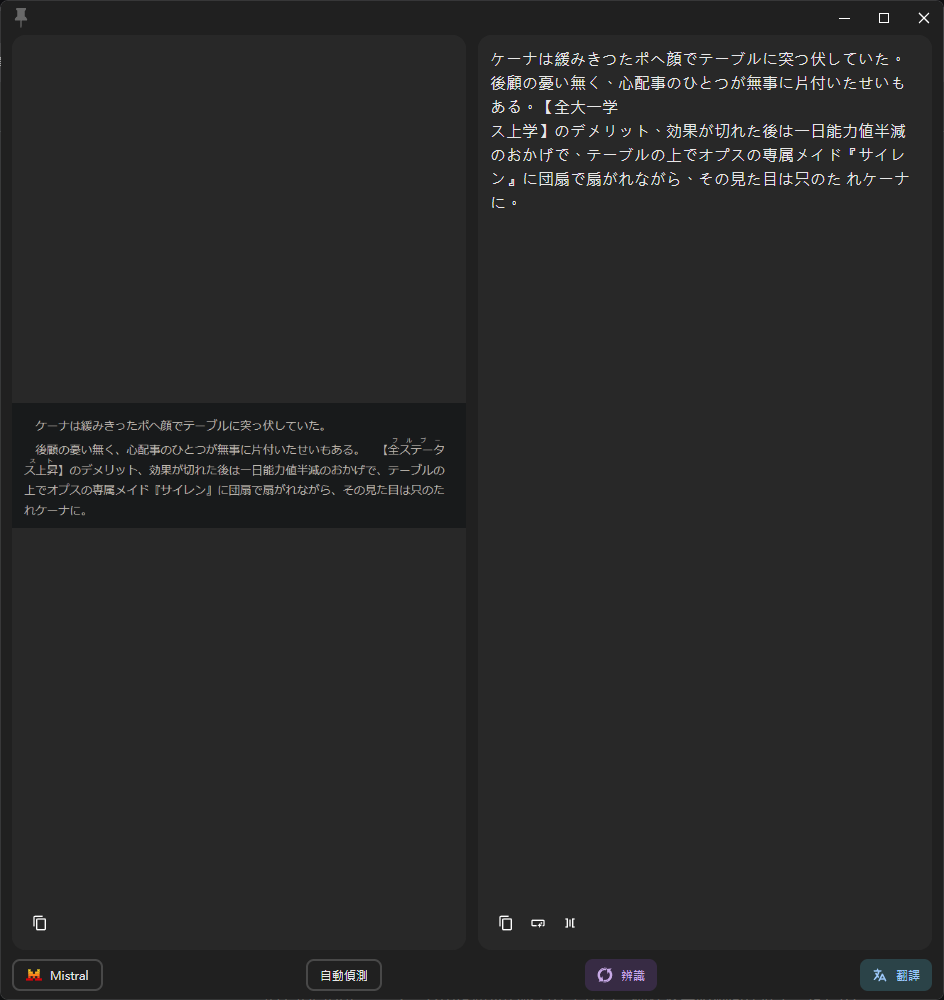 ケーナは緩みきったポヘ顔でテーブルに突っ伏していた。
後顧の憂い無く、心配事のひとつが無事に片付いたせいもある。　【全ステータ
ス上昇】のデメリット、効果が切れた後は一日能力値半減のおかげで、テーブルの
上でオプスの専属メイド『サイレン』に団扇で扇がれながら、その見た目は只のた
れケーナに。
ケーナは緩みきつたポヘ顔でテーブルに突つ伏していた。
後顧の憂い無く、心配事のひとつが無事に片付いたせいも
ある。【全大一学
ス上学】のデメリット、効果が切れた後は一日能力値半減
のおかげで、テーブルの上でオプスの専属メイド『サイレ
ン』に団扇で扇がれながら、その見た目は只のた れケーナ
に。
Mistral
自動偵測
辨識
翻譯